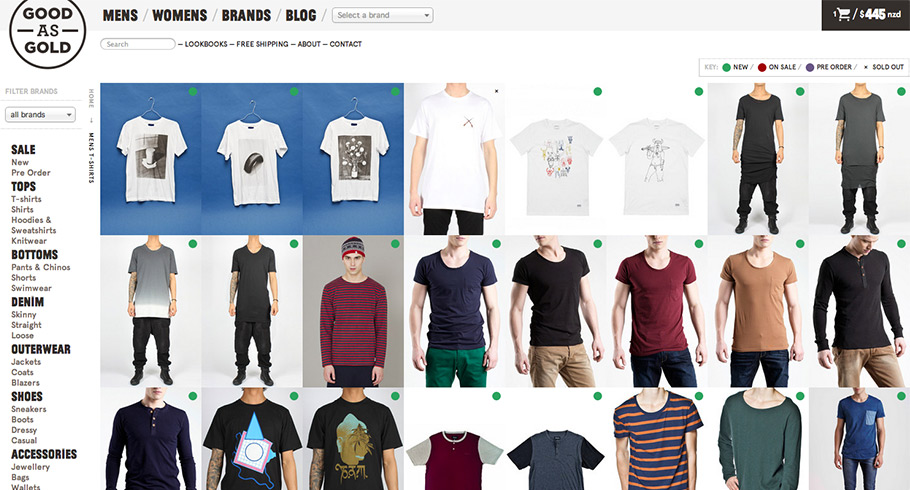 GOOD
AS
GOLD
MENS / WOMENS / BRANDS / BLOG / Select a brand
1 / $445 nzd
Search – LOOKBOOKS – FREE SHIPPING – ABOUT – CONTACT
KEY: NEW / ON SALE / PRE ORDER / × SOLD OUT
FILTER BRANDS
all brands
HOME → MENS T-SHIRTS
SALE
New
Pre Order
TOPS
T-shirts
Shirts
Hoodies &
Sweatshirts
Knitwear
BOTTOMS
Pants & Chinos
Shorts
Swimwear
DENIM
Skinny
Straight
Loose
OUTERWEAR
Jackets
Coats
Blazers
SHOES
Sneakers
Boots
Dressy
Casual
ACCESSORIES
Jewellery
Bags
Wallets